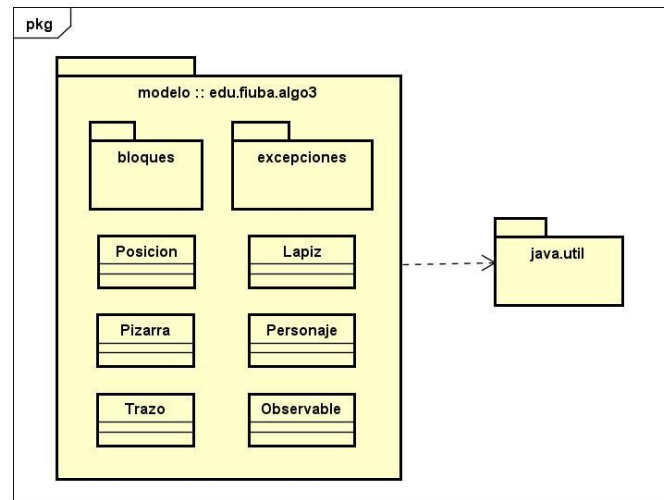 pkg
modelo :: edu.fiuba.algo3
bloques
excepciones
Posicion
Lapiz
java.util
Pizarra
Personaje
Trazo
Observable